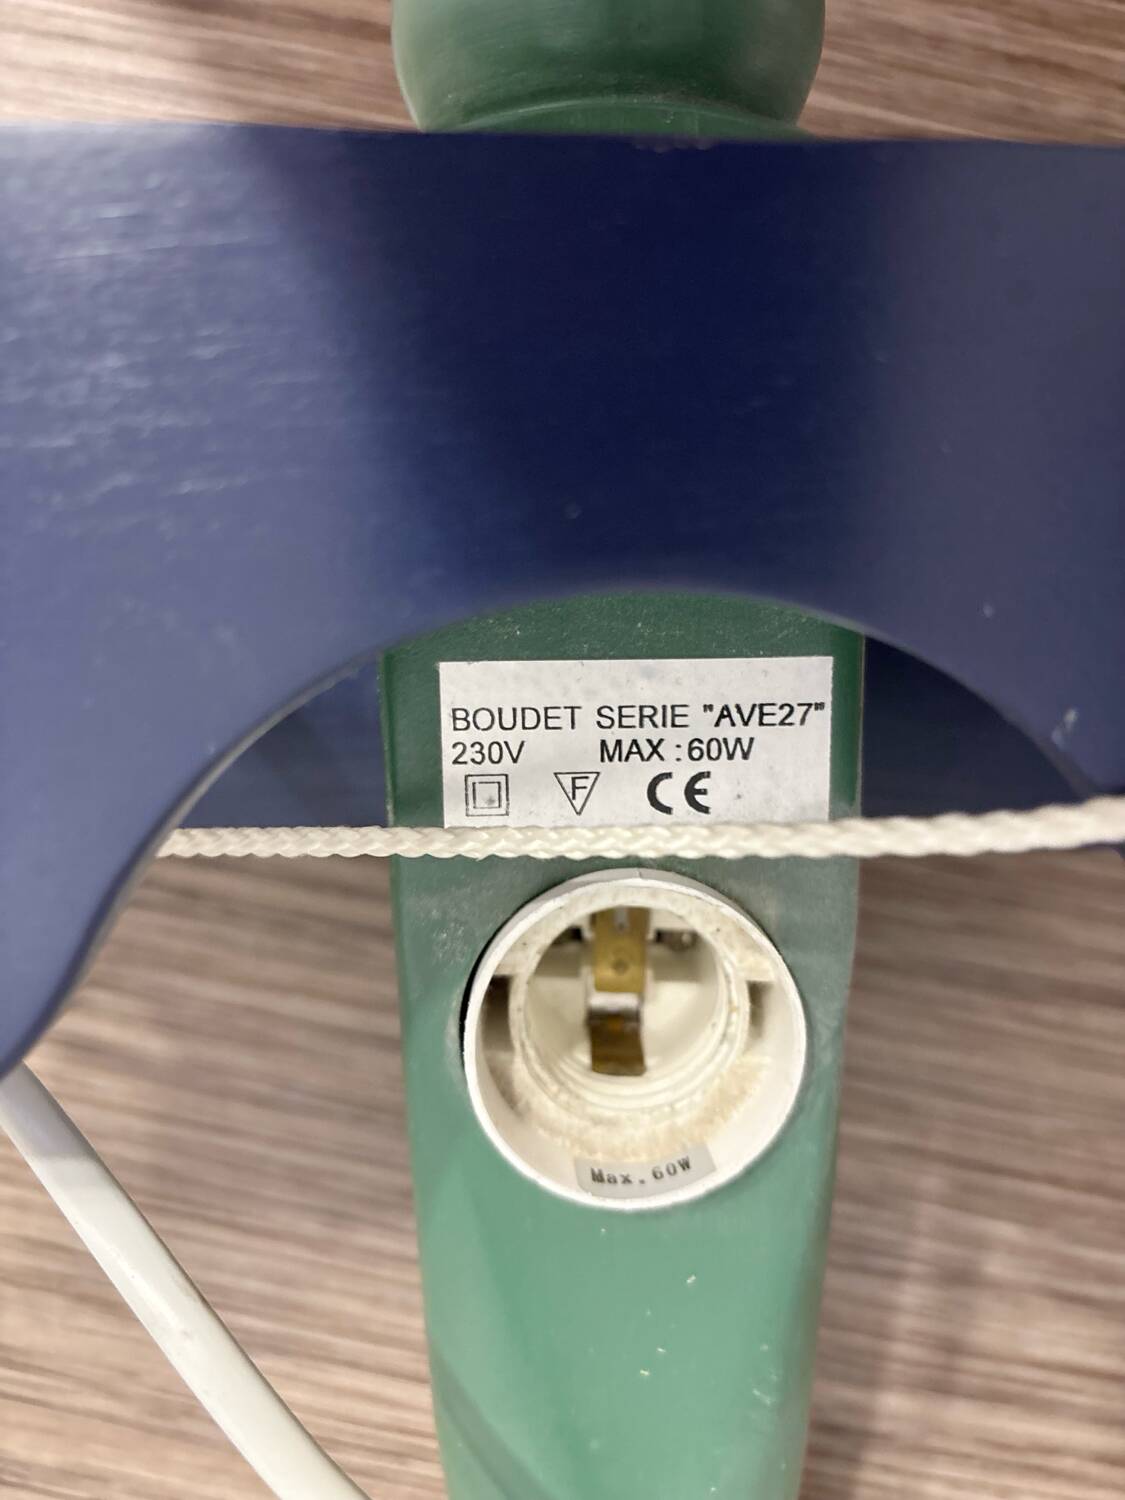 BOUDET SERIE "AVE27"
230V MAX : 60W
F CE
Max. 60W